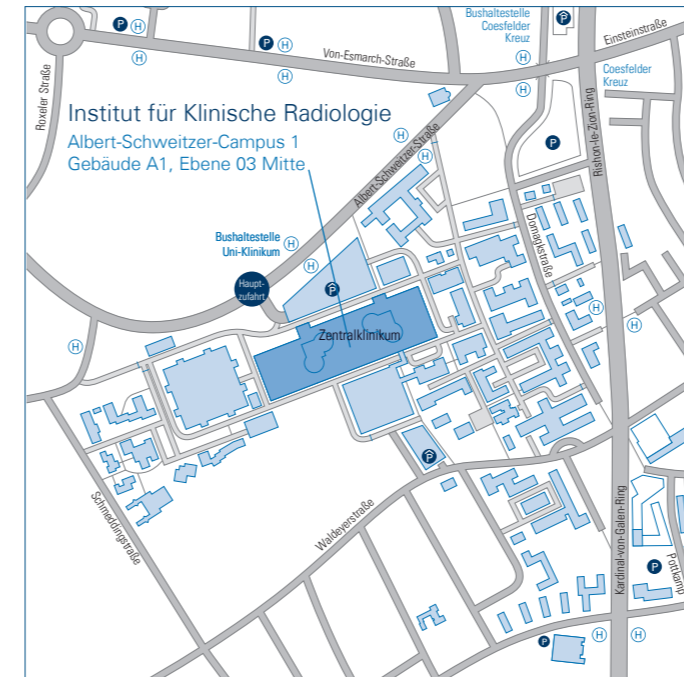 Bushaltestelle
Coesfelder
Kreuz
P
P
H
P
H
Einsteinstraße
H
H
Von-Esmarch-Straße
H
H
Coesfelder
Kreuz
Roxeler Straße
Institut für Klinische Radiologie
Albert-Schweitzer-Campus 1
Gebäude A1, Ebene 03 Mitte
H
H
P
Albert-Schweitzer-Straße
Rishon-le-Zion-Ring
Domagkstraße
Bushaltestelle
Uni-Klinikum
H
H
Haupt-
zufahrt
P
H
H
Zentralklinikum
H
P
Schmeddingstraße
Waldeyerstraße
Kardinal-von-Galen-Ring
P
Pottkamp
P
H
H